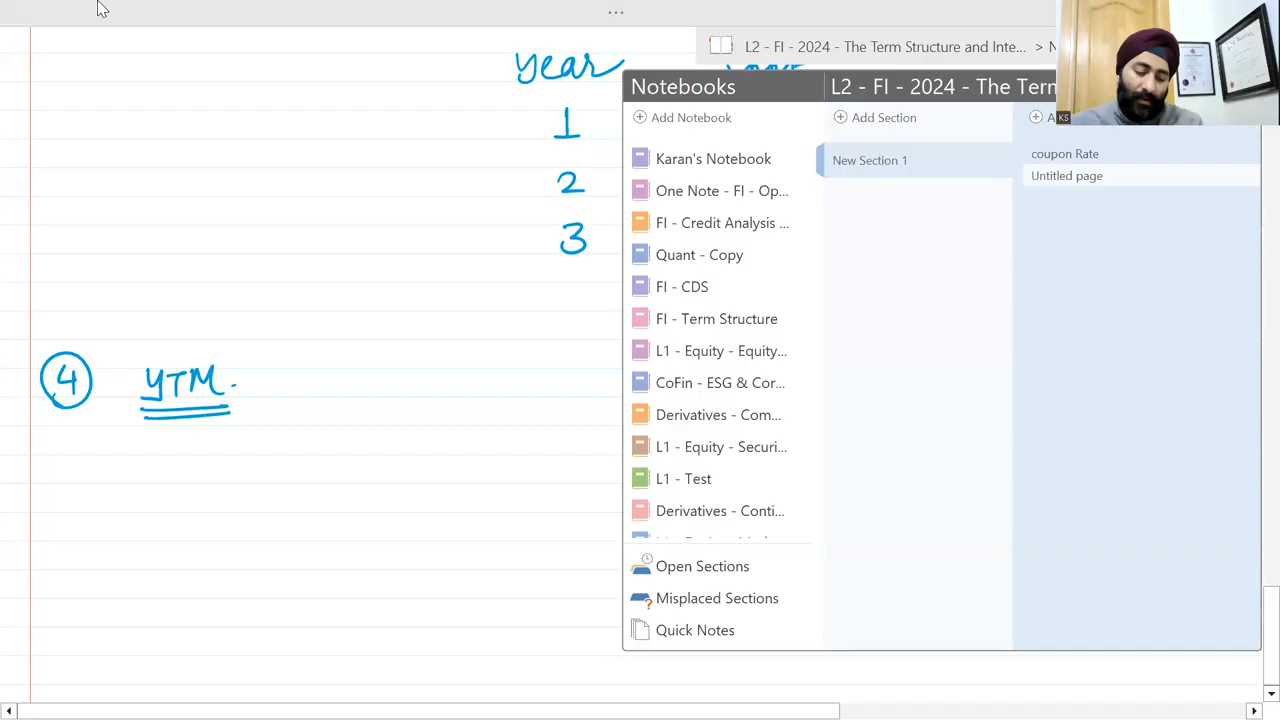 ...
L2 - FI - 2024 - The Term Structure and Inte... > N
year
1
2
3
4 YTM.
Notebooks
L2 - FI - 2024 - The Term
Add Notebook
Add Section
Karan's Notebook
One Note - FI - Op...
FI - Credit Analysis ...
Quant - Copy
FI - CDS
FI - Term Structure
L1 - Equity - Equity...
CoFin - ESG & Cor...
Derivatives - Com...
L1 - Equity - Securi...
L1 - Test
Derivatives - Conti...
Open Sections
Misplaced Sections
Quick Notes
New Section 1
coupon Rate
Untitled page
KS